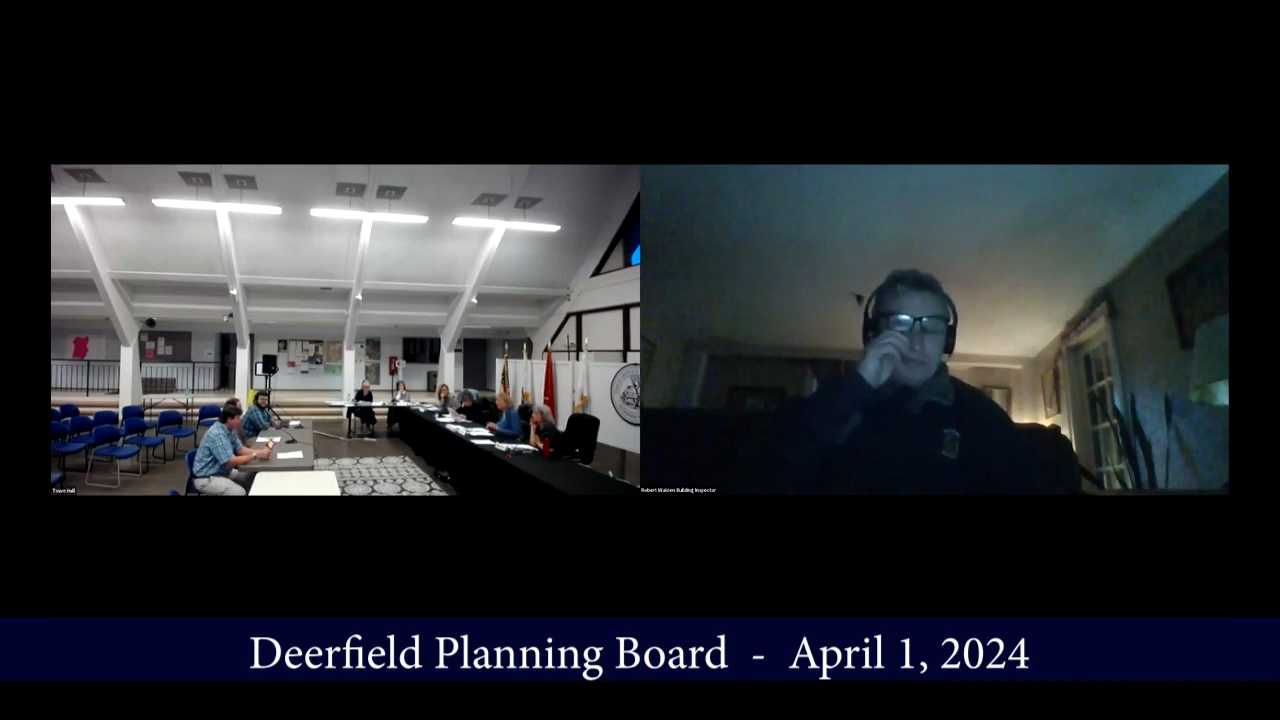 Town Hall
Robert Walden Building Inspector
Deerfield Planning Board - April 1, 2024